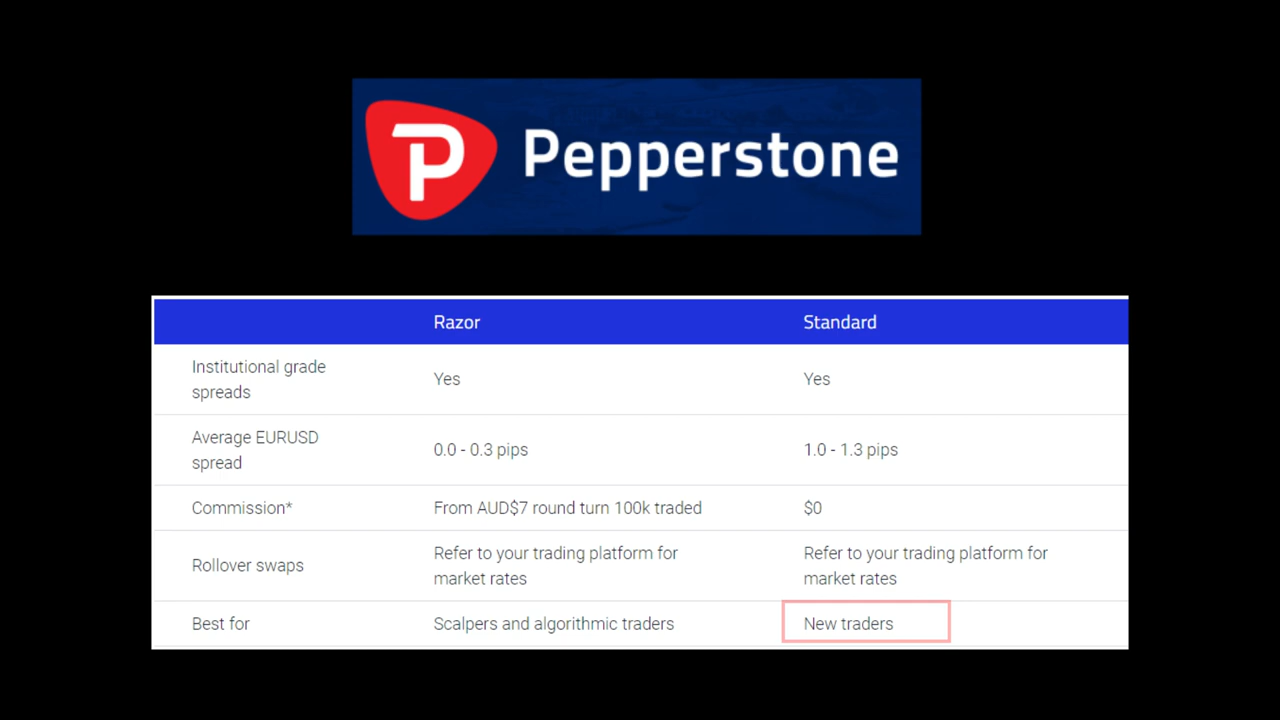 Pepperstone
Razor Standard
Institutional grade
spreads
Yes
Yes
Average EURUSD
spread
0.0 - 0.3 pips
1.0 - 1.3 pips
Commission* From AUD$7 round turn 100k traded $0
Rollover swaps
Refer to your trading platform for
market rates
Refer to your trading platform for
market rates
Best for Scalpers and algorithmic traders New traders